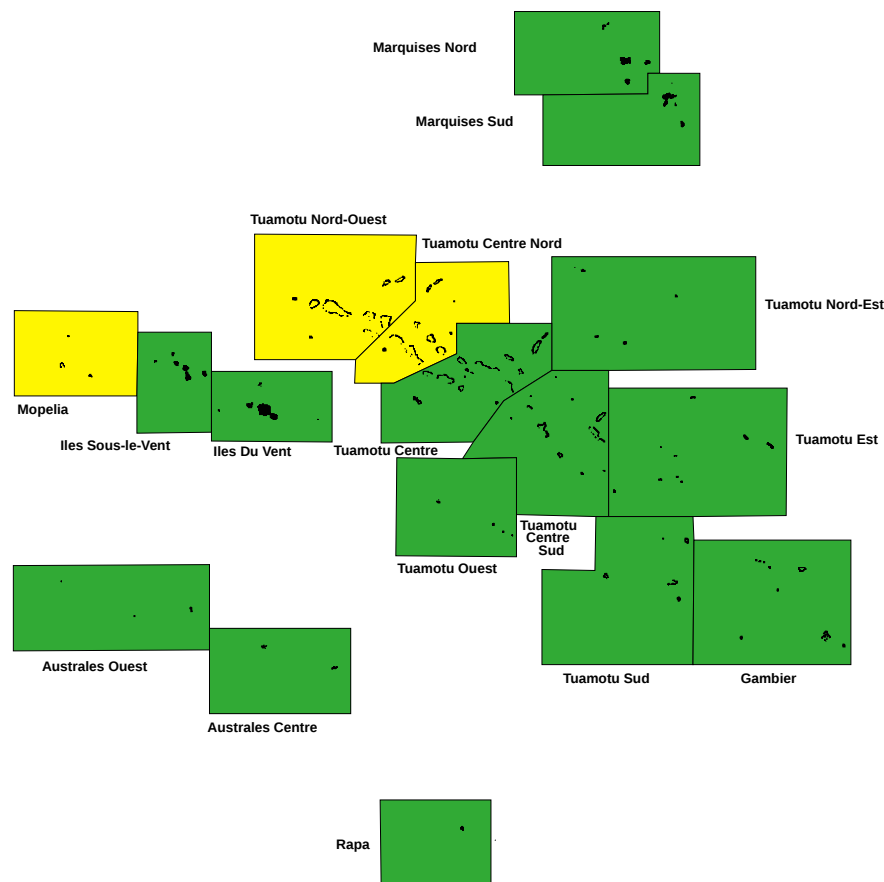 Marquises Nord
Marquises Sud
Tuamotu Nord-Ouest
Tuamotu Centre Nord
Tuamotu Nord-Est
Mopelia
Iles Sous-le-Vent
Iles Du Vent
Tuamotu Centre
Tuamotu Est
Tuamotu
Centre
Sud
Tuamotu Ouest
Australes Ouest
Tuamotu Sud
Gambier
Australes Centre
Rapa